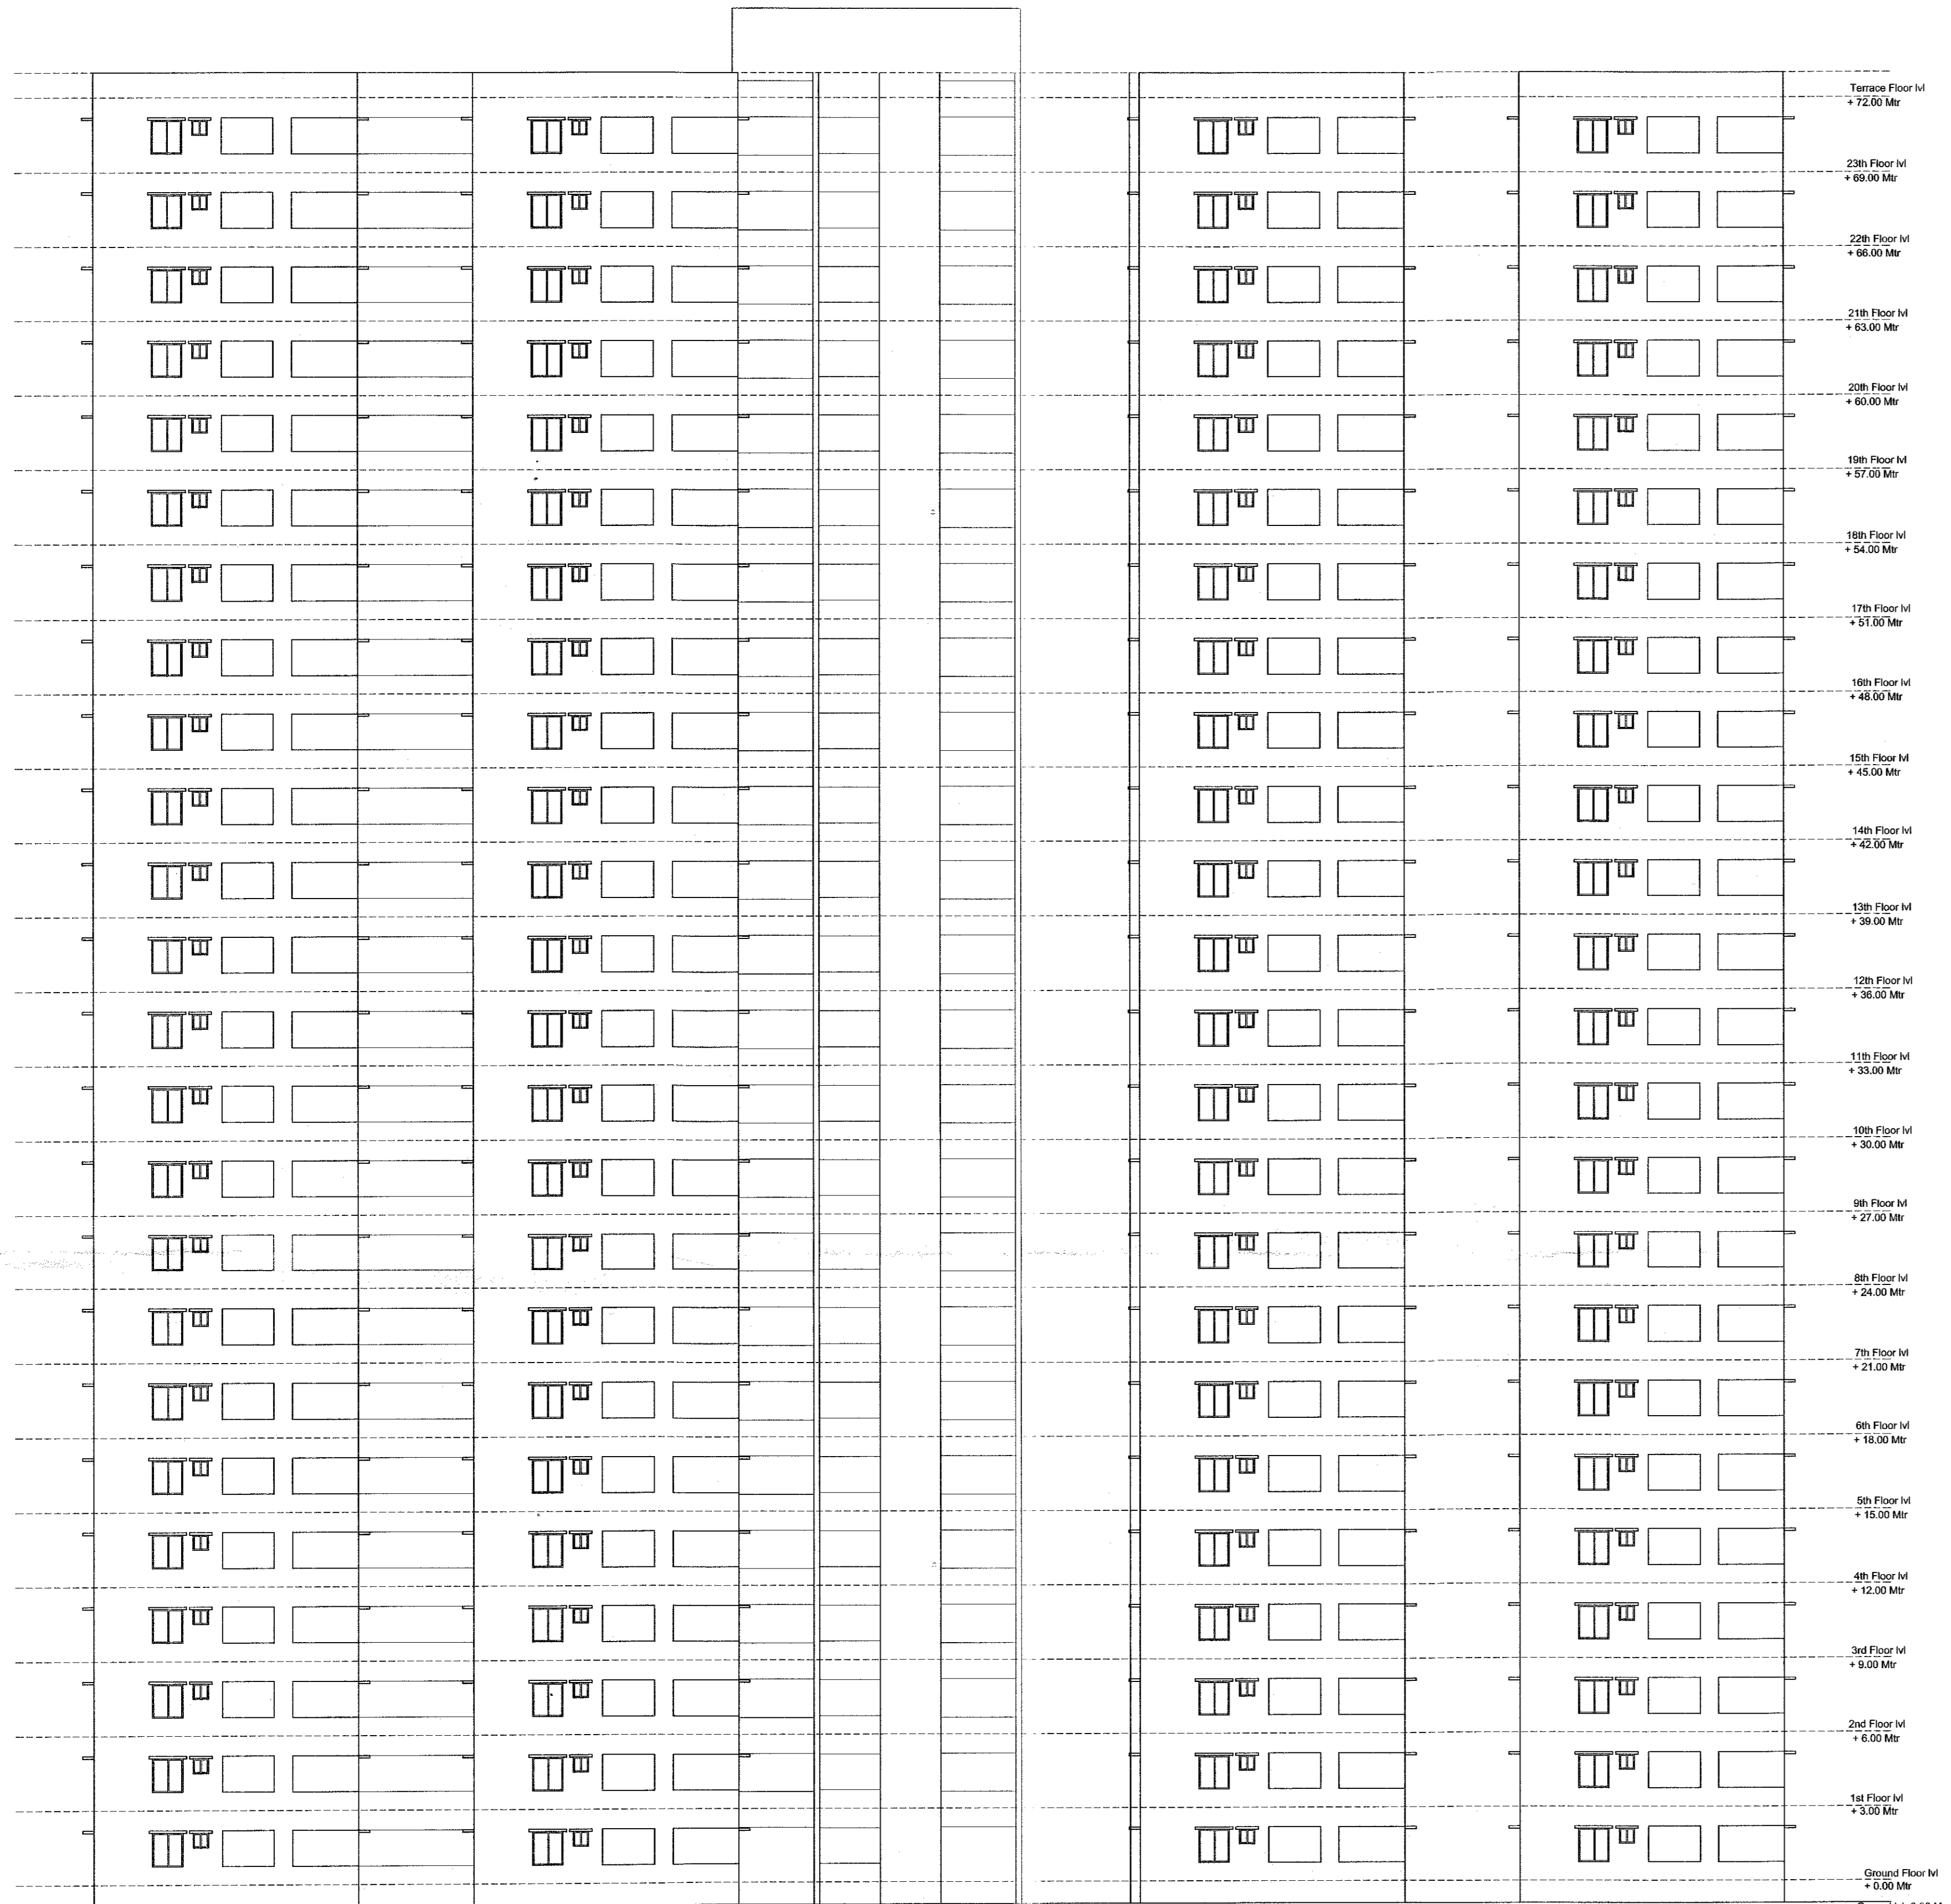 Terrace Floor lvl
+ 72.00 Mtr
23th Floor lvl
+ 69.00 Mtr
22th Floor lvl
+ 66.00 Mtr
21th Floor lvl
+ 63.00 Mtr
20th Floor lvl
+ 60.00 Mtr
19th Floor lvl
+ 57.00 Mtr
18th Floor lvl
+ 54.00 Mtr
17th Floor lvl
+ 51.00 Mtr
16th Floor lvl
+ 48.00 Mtr
15th Floor lvl
+ 45.00 Mtr
14th Floor lvl
+ 42.00 Mtr
13th Floor lvl
+ 39.00 Mtr
12th Floor lvl
+ 36.00 Mtr
11th Floor lvl
+ 33.00 Mtr
10th Floor lvl
+ 30.00 Mtr
9th Floor lvl
+ 27.00 Mtr
8th Floor lvl
+ 24.00 Mtr
7th Floor lvl
+ 21.00 Mtr
6th Floor lvl
+ 18.00 Mtr
5th Floor lvl
+ 15.00 Mtr
4th Floor lvl
+ 12.00 Mtr
3rd Floor lvl
+ 9.00 Mtr
2nd Floor lvl
+ 6.00 Mtr
1st Floor lvl
+ 3.00 Mtr
Ground Floor lvl
+ 0.00 Mtr